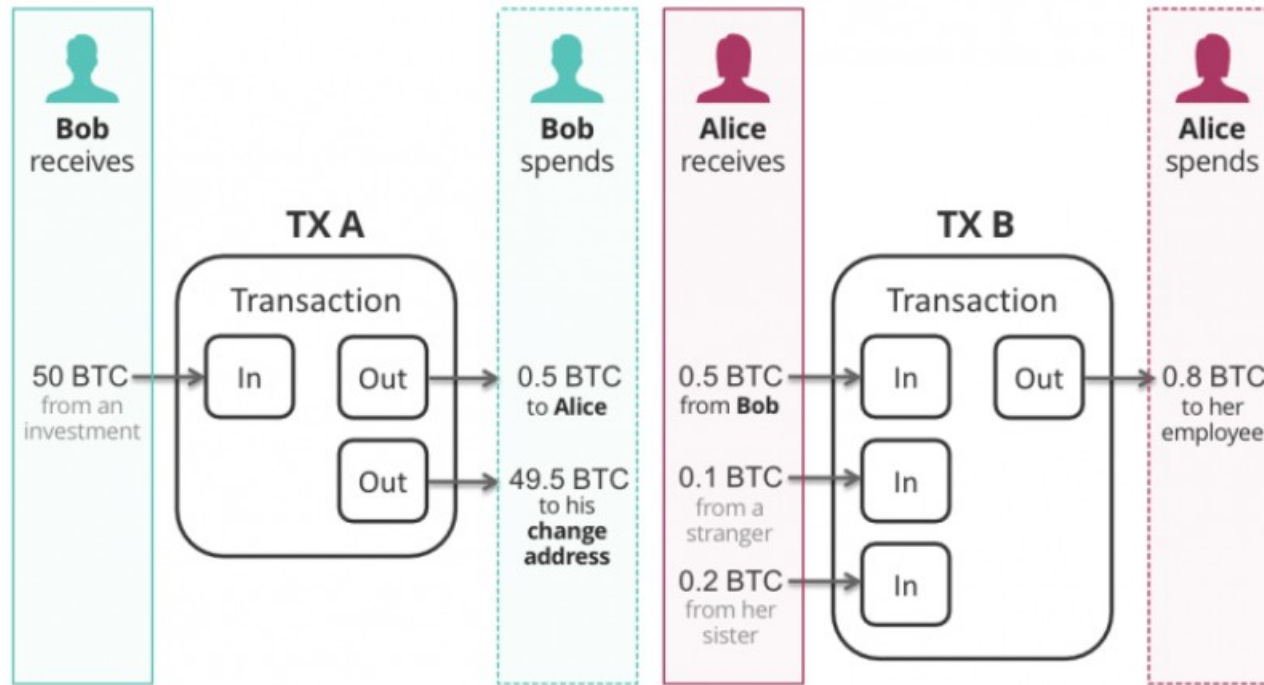 Bob
receives
Bob
spends
Alice
receives
Alice
spends
TX A
Transaction
In
Out
Out
50 BTC
from an
investment
0.5 BTC
to Alice
49.5 BTC
to his
change
address
TX B
Transaction
In
In
In
Out
0.5 BTC
from Bob
0.1 BTC
from a
stranger
0.2 BTC
from her
sister
0.8 BTC
to her
employee